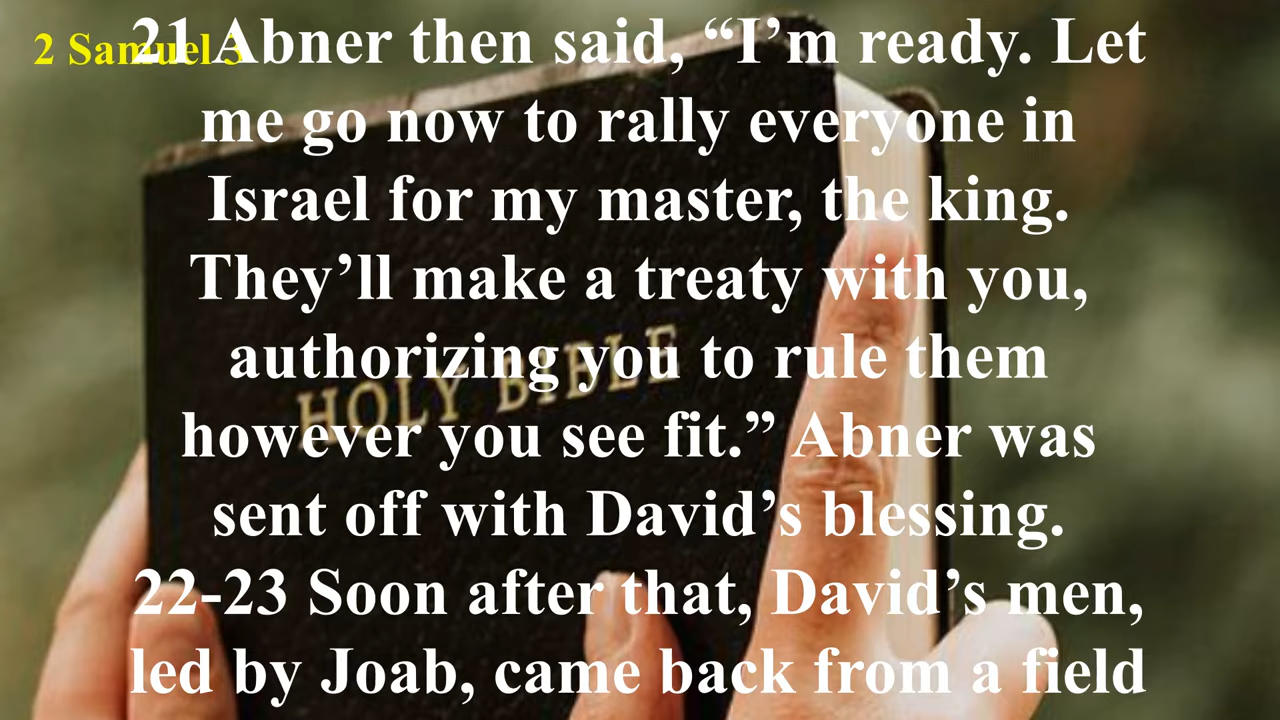 2 Samuel 3
21 Abner then said, “I’m ready. Let
me go now to rally everyone in
Israel for my master, the king.
They’ll make a treaty with you,
authorizing you to rule them
however you see fit.” Abner was
sent off with David’s blessing.
22-23 Soon after that, David’s men,
led by Joab, came back from a field
HOLY BIBLE